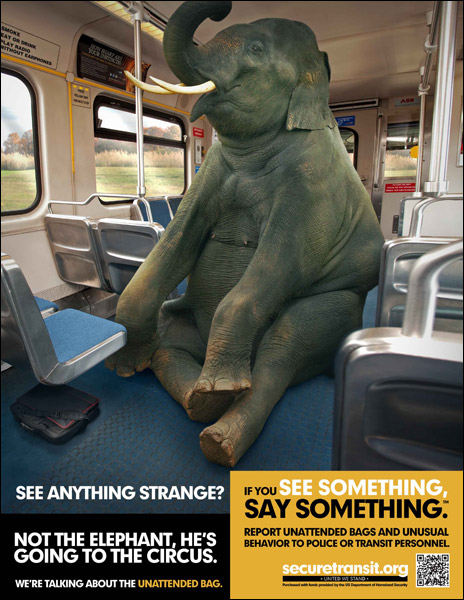 SMOKE
EAT OR DRINK
PLAY RADIO
WITHOUT EARPHONES
SEE ANYTHING STRANGE?
NOT THE ELEPHANT, HE'S
GOING TO THE CIRCUS.
WE'RE TALKING ABOUT THE UNATTENDED BAG.
IF YOU SEE SOMETHING,
SAY SOMETHING.™
REPORT UNATTENDED BAGS AND UNUSUAL
BEHAVIOR TO POLICE OR TRANSIT PERSONNEL.
securetransit.org
• UNITED WE STAND •
Purchased with funds provided by the US Department of Homeland Security